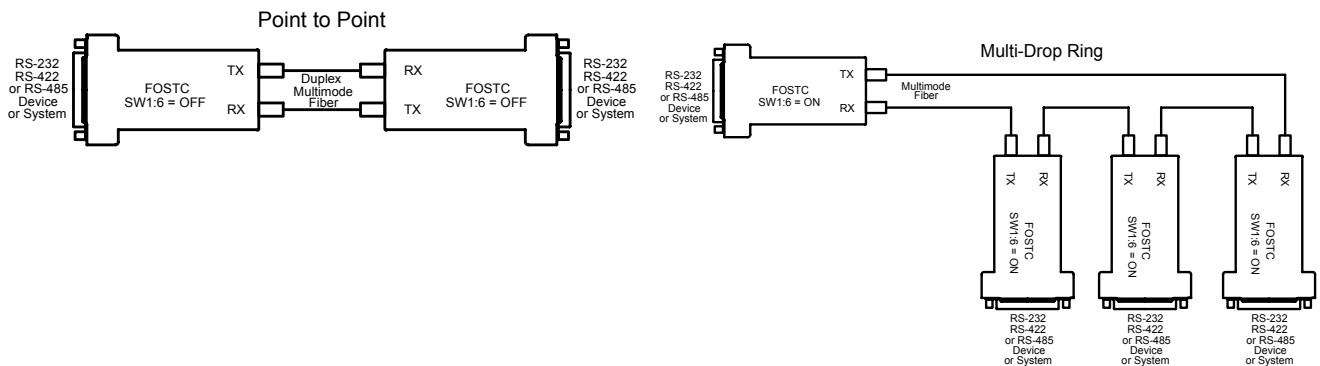 Point to Point
RS-232
RS-422
or RS-485
Device
or System
FOSTC
SW1:6 = OFF
TX
RX
Duplex
Multimode
Fiber
RX
TX
FOSTC
SW1:6 = OFF
RS-232
RS-422
or RS-485
Device
or System
Multi-Drop Ring
RS-232
RS-422
or RS-485
Device
or System
FOSTC
SW1:6 = ON
TX
RX
Multimode
Fiber
TX
RX
FOSTC
SW1:6 = ON
RS-232
RS-422
or RS-485
Device
or System
TX
RX
FOSTC
SW1:6 = ON
RS-232
RS-422
or RS-485
Device
or System
TX
RX
FOSTC
SW1:6 = ON
RS-232
RS-422
or RS-485
Device
or System